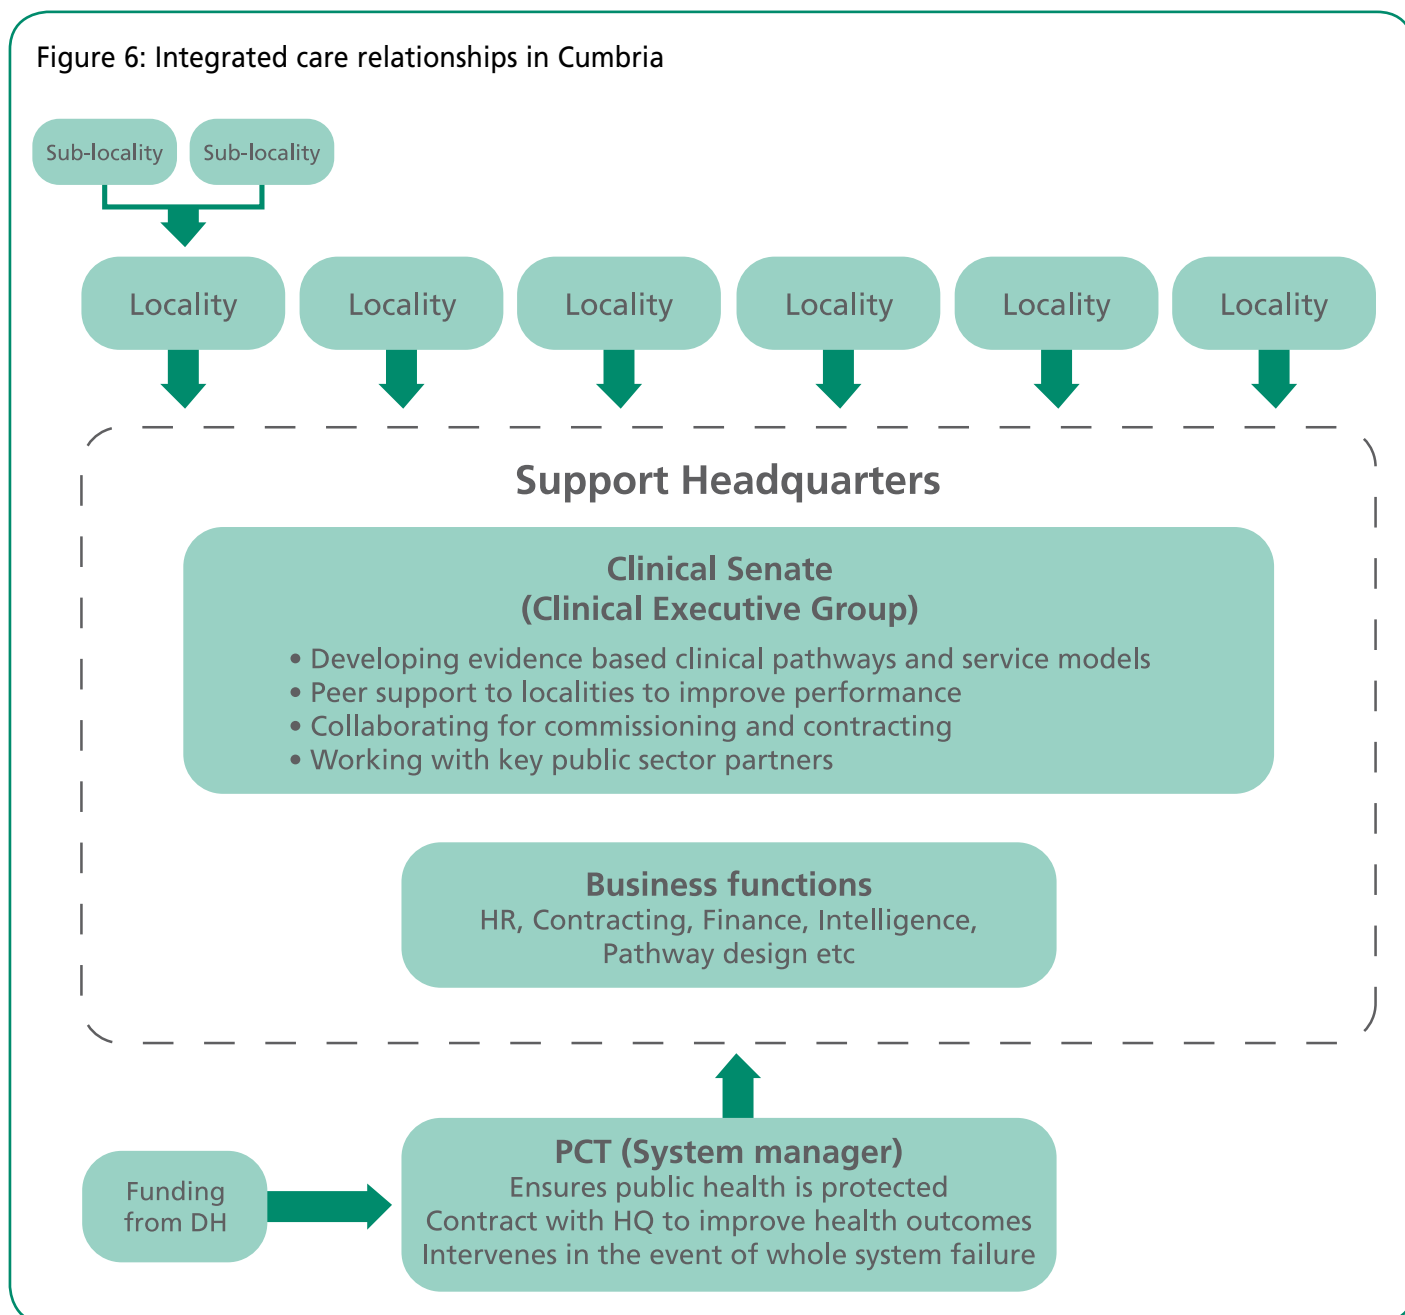 Figure 6: Integrated care relationships in Cumbria
Sub-locality
Sub-locality
Locality
Locality
Locality
Locality
Locality
Locality
Support Headquarters
Clinical Senate
(Clinical Executive Group)
• Developing evidence based clinical pathways and service models
• Peer support to localities to improve performance
• Collaborating for commissioning and contracting
• Working with key public sector partners
Business functions
HR, Contracting, Finance, Intelligence,
Pathway design etc
Funding
from DH
PCT (System manager)
Ensures public health is protected
Contract with HQ to improve health outcomes
Intervenes in the event of whole system failure